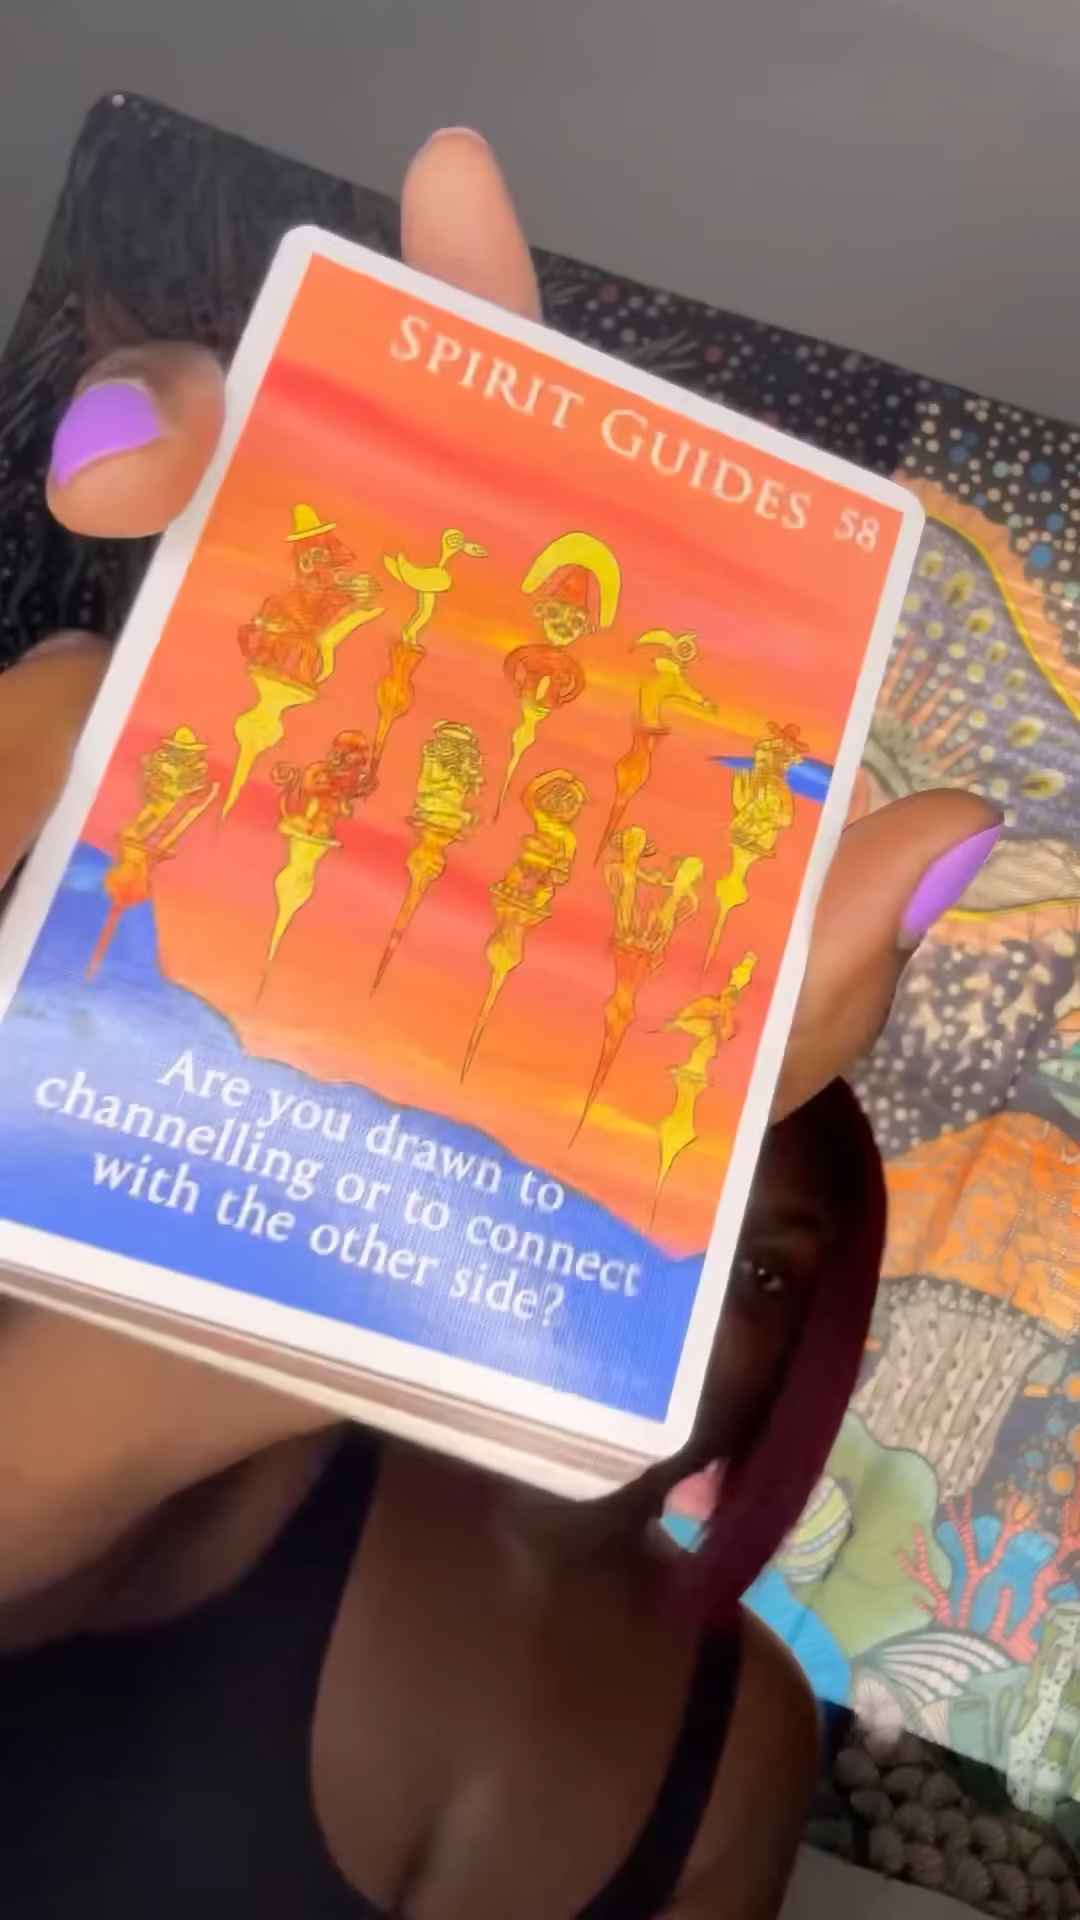 SPIRIT GUIDES 58
Are you drawn to
channelling or to connect
with the other side?